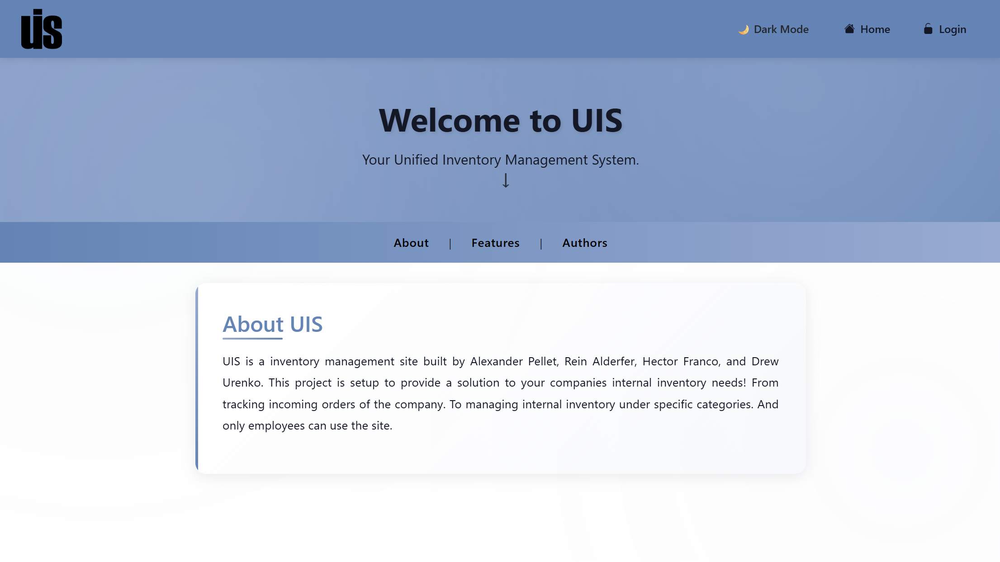 uis
🌙 Dark Mode
Home
Login
Welcome to UIS
Your Unified Inventory Management System.
↓
About | Features | Authors
About UIS
UIS is a inventory management site built by Alexander Pellet, Rein Alderfer, Hector Franco, and Drew
Urenko. This project is setup to provide a solution to your companies internal inventory needs! From
tracking incoming orders of the company. To managing internal inventory under specific categories. And
only employees can use the site.